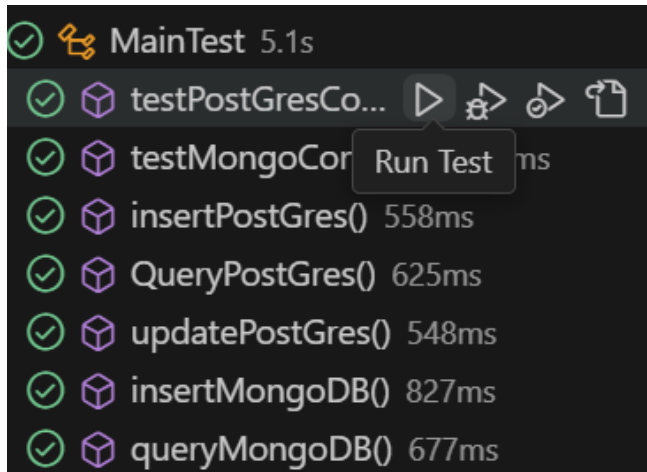 MainTest 5.1s
testPostGresCo...
Run Test
testMongoCon ms
insertPostGres() 558ms
QueryPostGres() 625ms
updatePostGres() 548ms
insertMongoDB() 827ms
queryMongoDB() 677ms